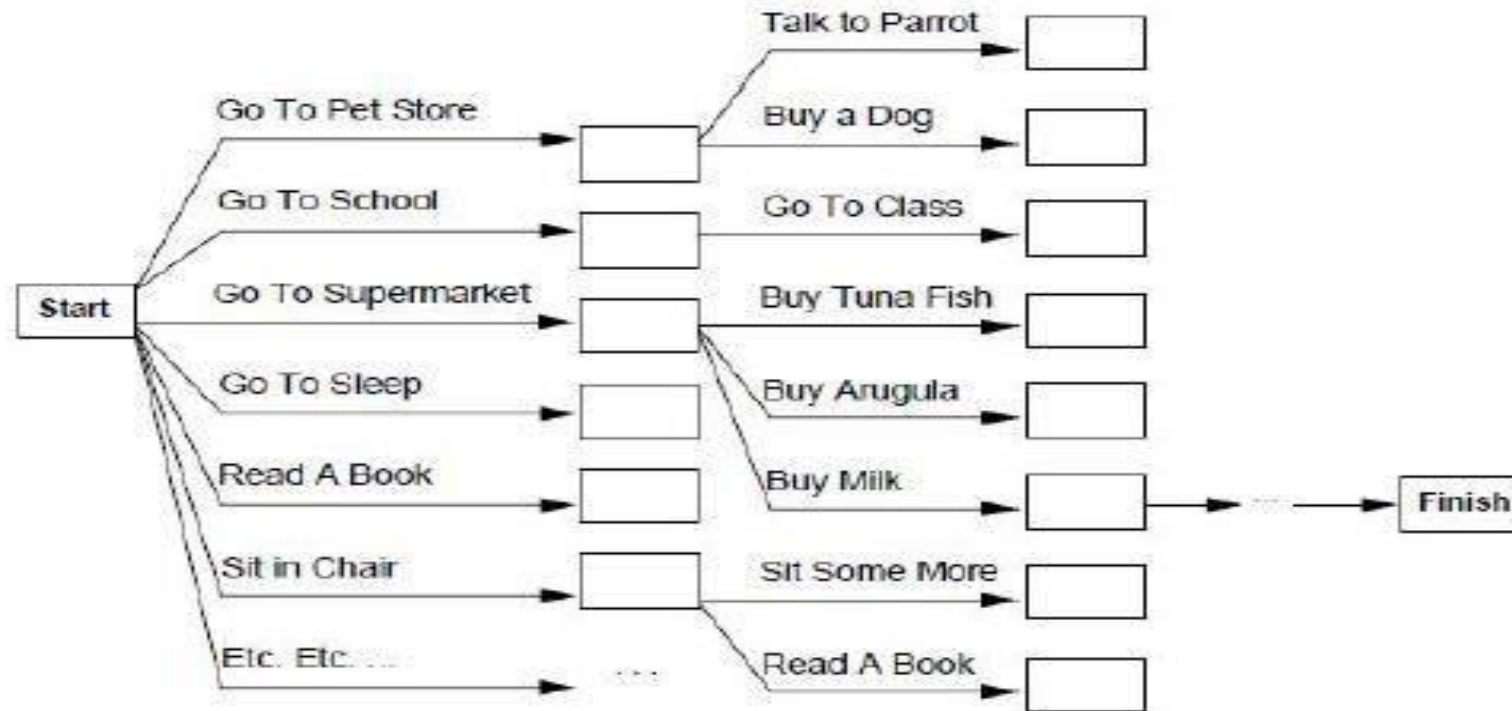 Talk to Parrot
Go To Pet Store
Buy a Dog
Go To School
Go To Class
Start
Go To Supermarket
Buy Tuna Fish
Go To Sleep
Buy Arugula
Read A Book
Buy Milk
...
Finish
Sit in Chair
Sit Some More
Etc. Etc. ...
...
Read A Book